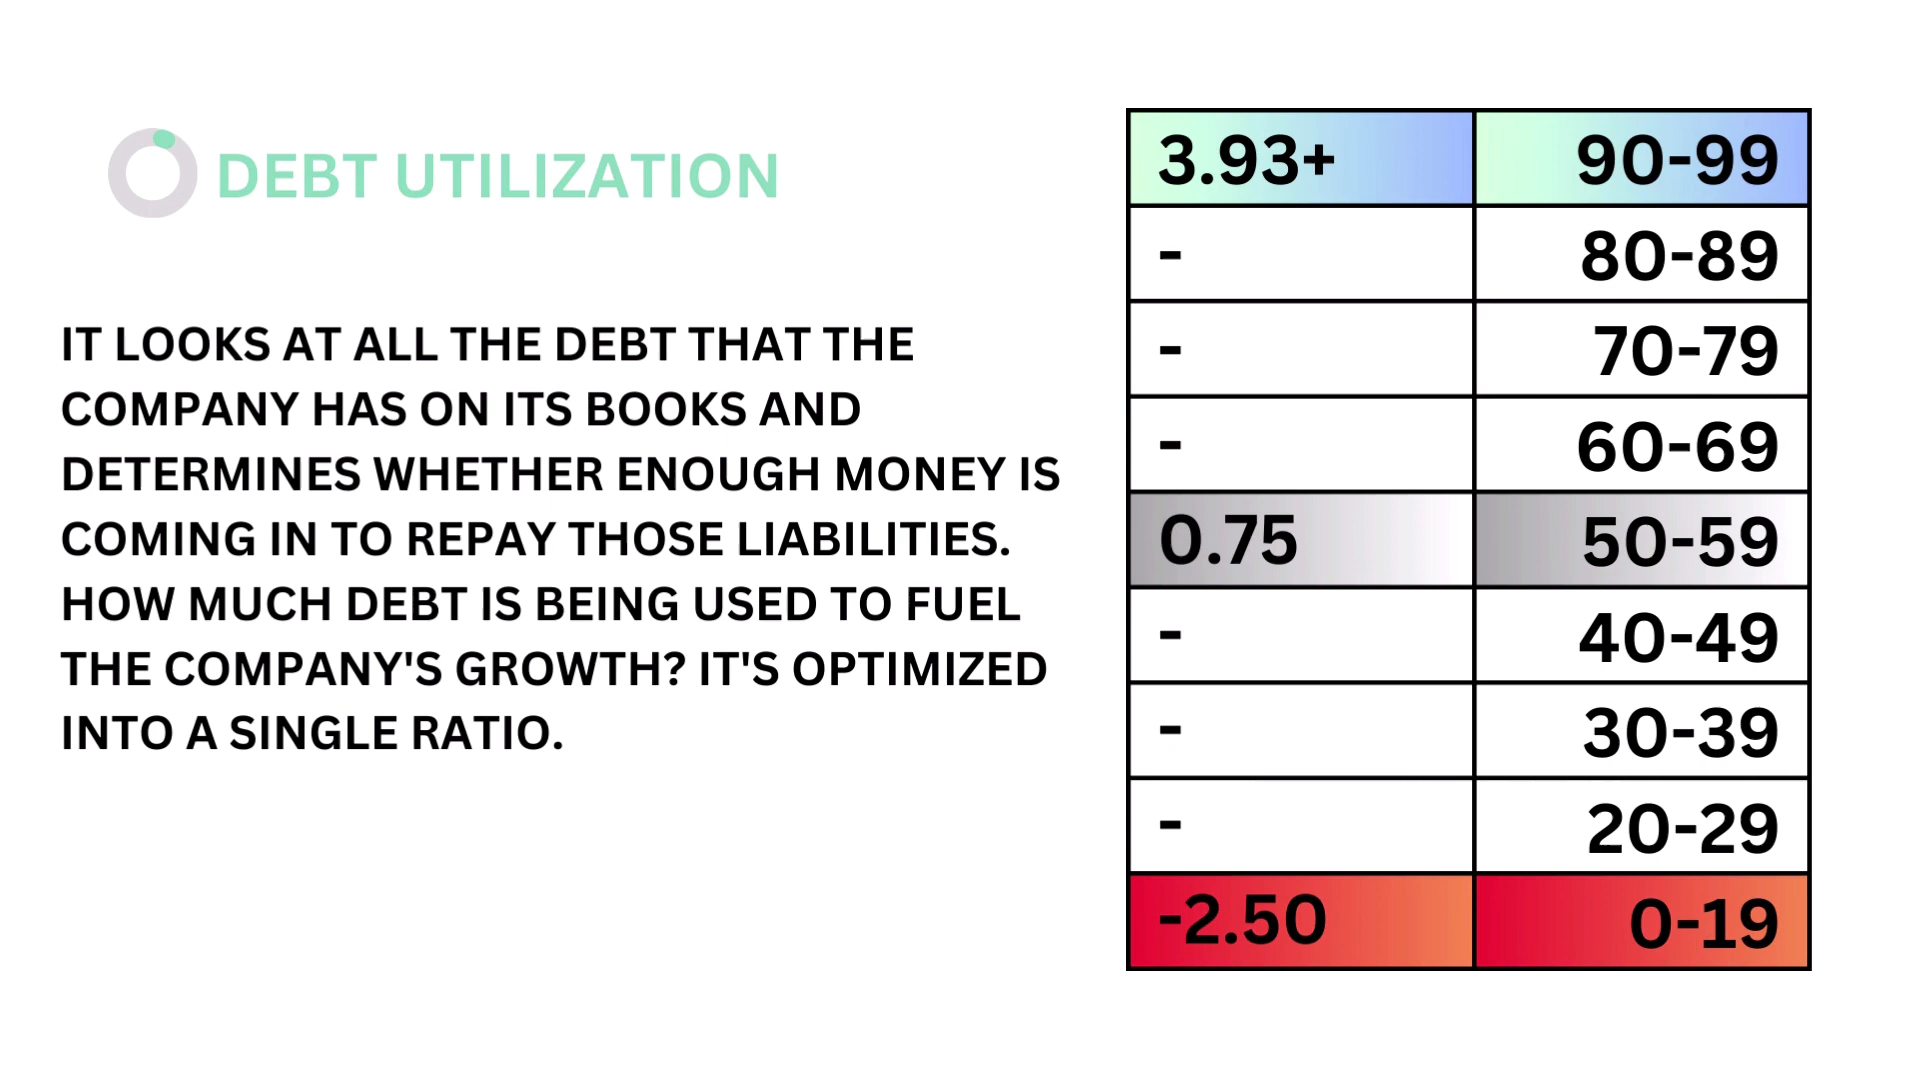 DEBT UTILIZATION
IT LOOKS AT ALL THE DEBT THAT THE
COMPANY HAS ON ITS BOOKS AND
DETERMINES WHETHER ENOUGH MONEY IS
COMING IN TO REPAY THOSE LIABILITIES.
HOW MUCH DEBT IS BEING USED TO FUEL
THE COMPANY'S GROWTH? IT'S OPTIMIZED
INTO A SINGLE RATIO.
3.93+ 90-99
- 80-89
- 70-79
- 60-69
0.75 50-59
- 40-49
- 30-39
- 20-29
-2.50 0-19